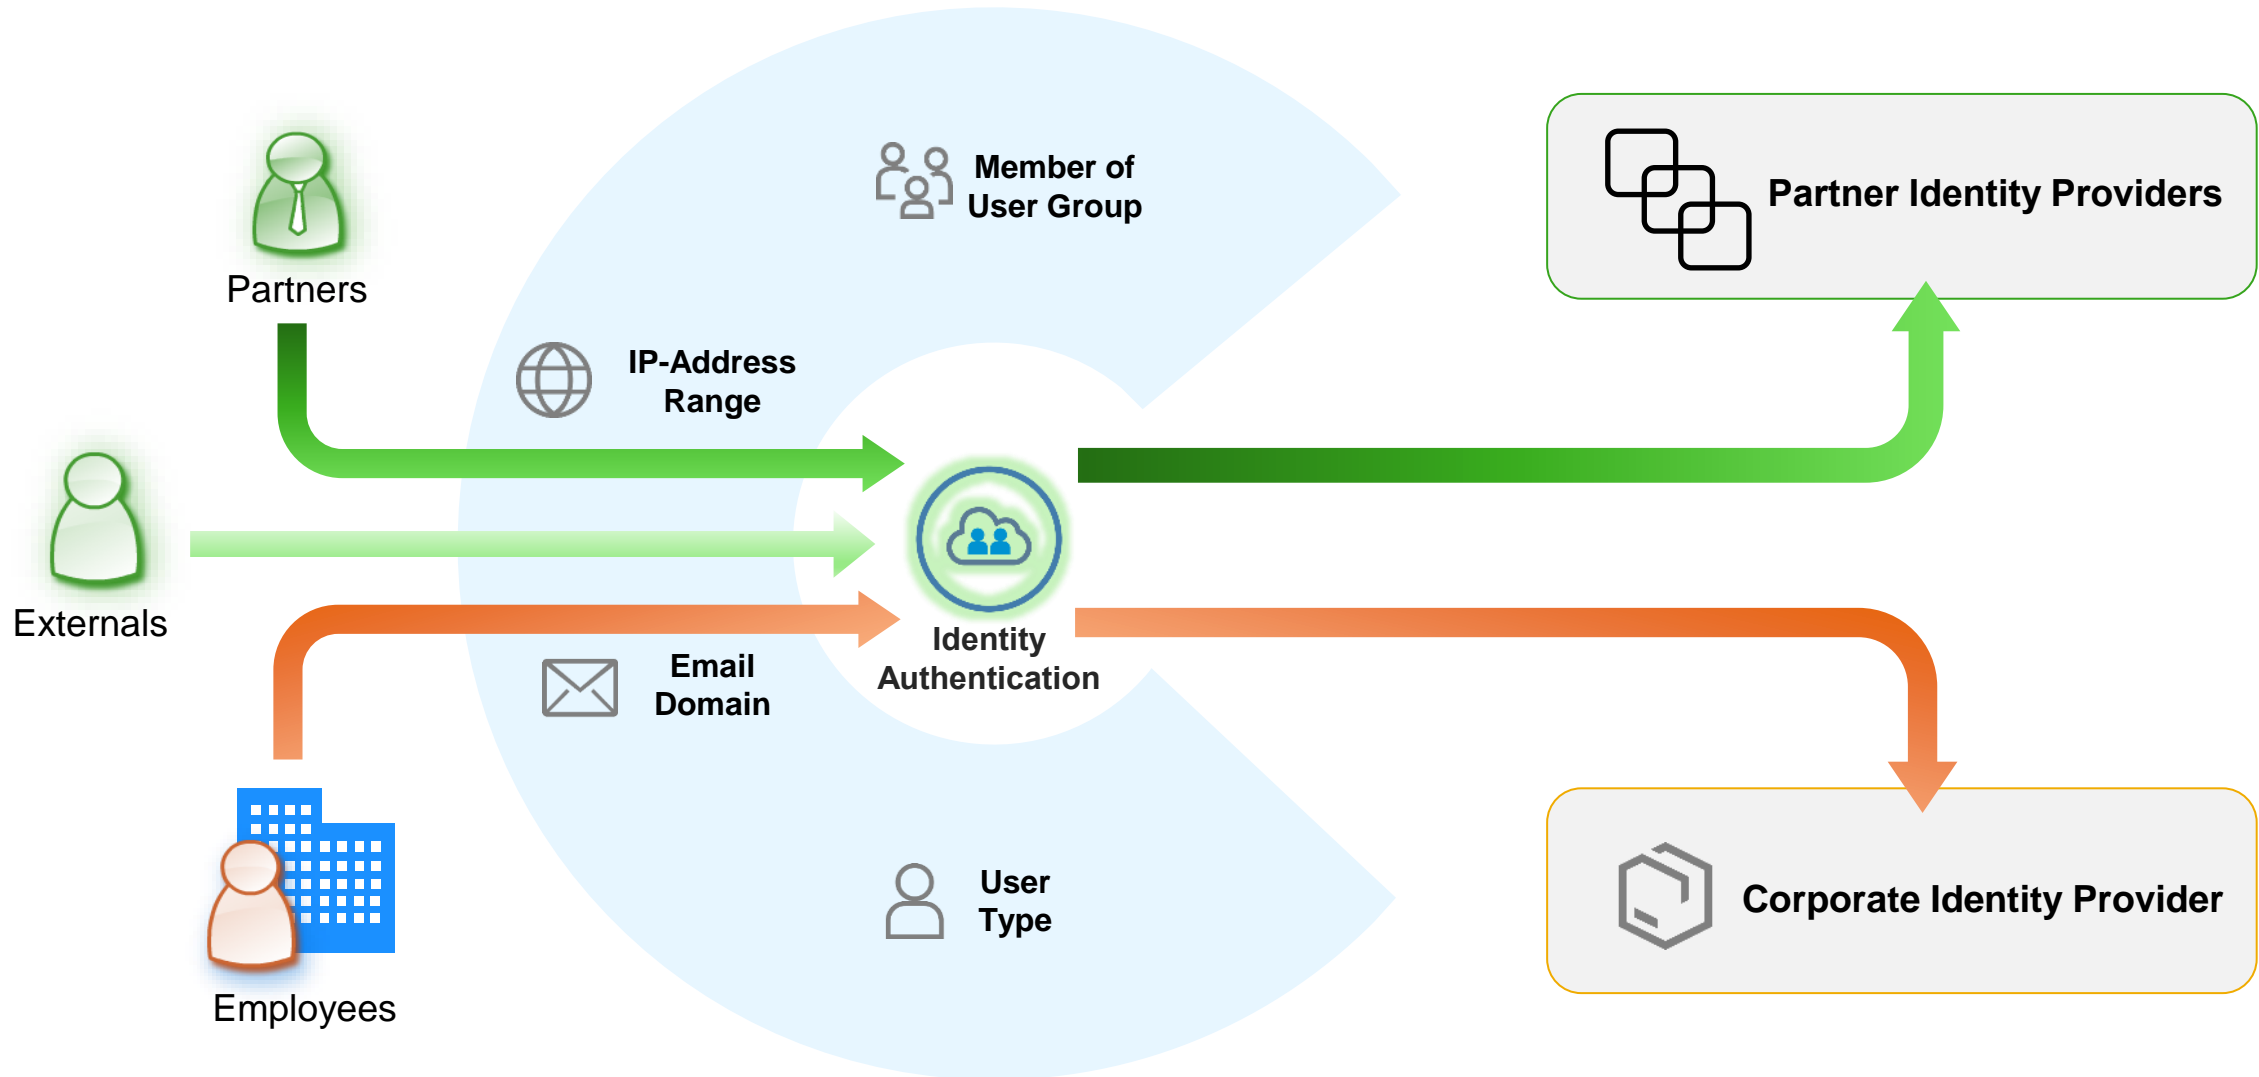 Member of
User Group
Partner Identity Providers
Partners
IP-Address
Range
Externals
Identity
Authentication
Email
Domain
User
Type
Corporate Identity Provider
Employees